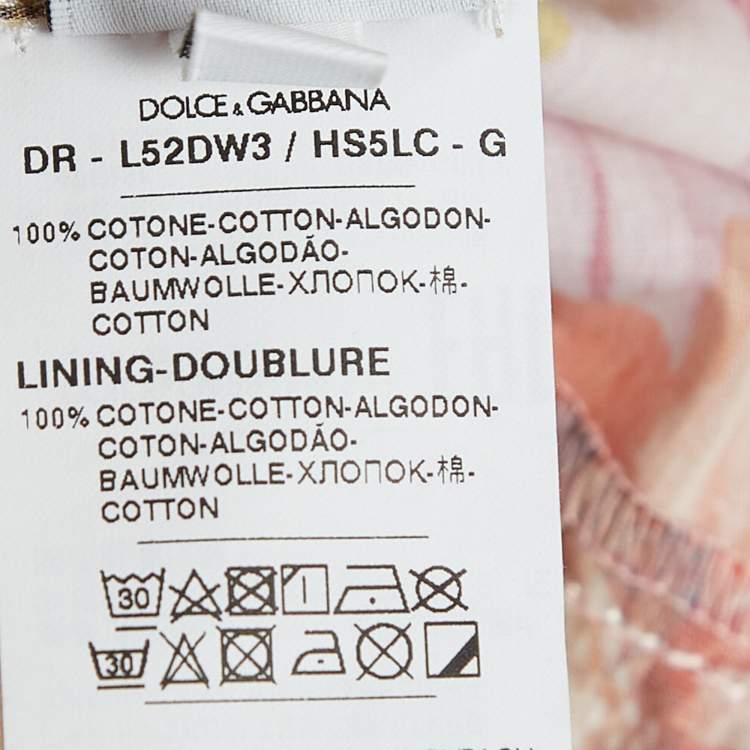 DOLCE & GABBANA
DR - L52DW3 / HS5LC - G
100% COTONE-COTTON-ALGODON-
COTON-ALGODÃO-
BAUMWOLLE-ХЛОПОК-棉-
COTTON
LINING-DOUBLURE
100% COTONE-COTTON-ALGODON-
COTON-ALGODÃO-
BAUMWOLLE-ХЛОПОК-棉-
COTTON
30
30